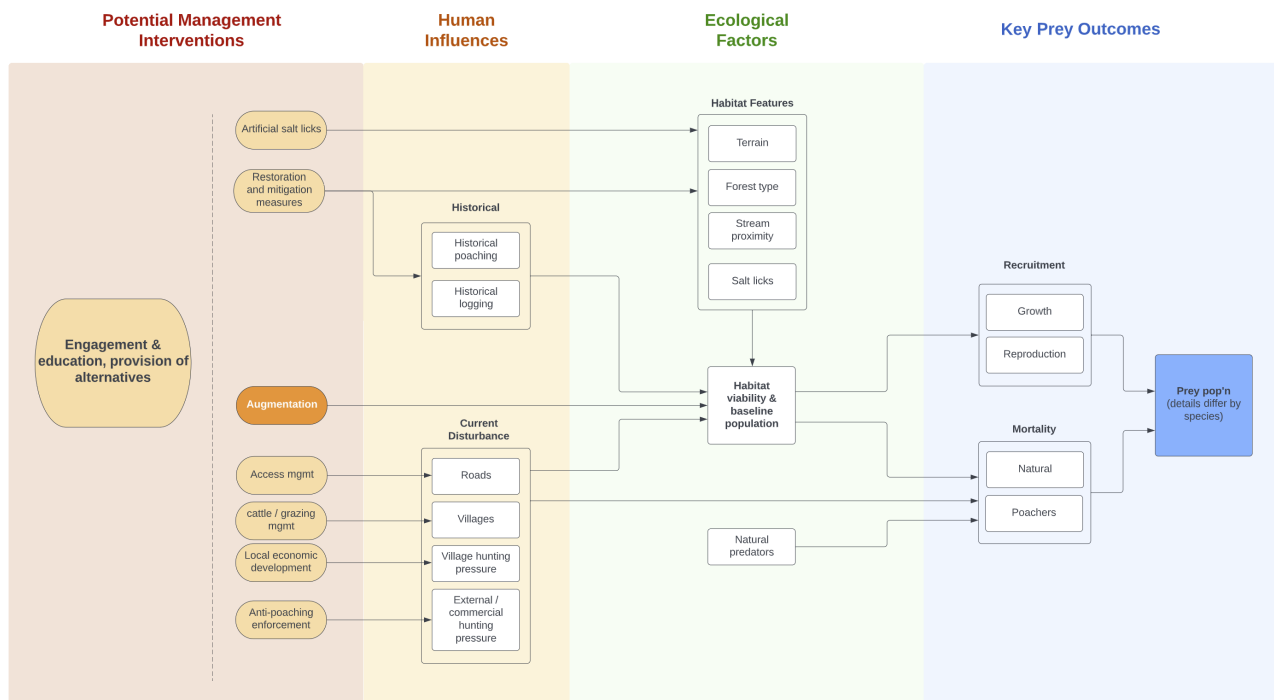 Potential Management
Interventions
Human
Influences
Ecological
Factors
Key Prey Outcomes
Artificial salt licks
Restoration
and mitigation
measures
Engagement &
education, provision of
alternatives
Augmentation
Access mgmt
cattle / grazing
mgmt
Local economic
development
Anti-poaching
enforcement
Historical
Historical
poaching
Historical
logging
Current
Disturbance
Roads
Villages
Village hunting
pressure
External /
commercial
hunting
pressure
Habitat Features
Terrain
Forest type
Stream
proximity
Salt licks
Habitat
viability &
baseline
population
Natural
predators
Recruitment
Growth
Reproduction
Mortality
Natural
Poachers
Prey pop'n
(details differ by
species)